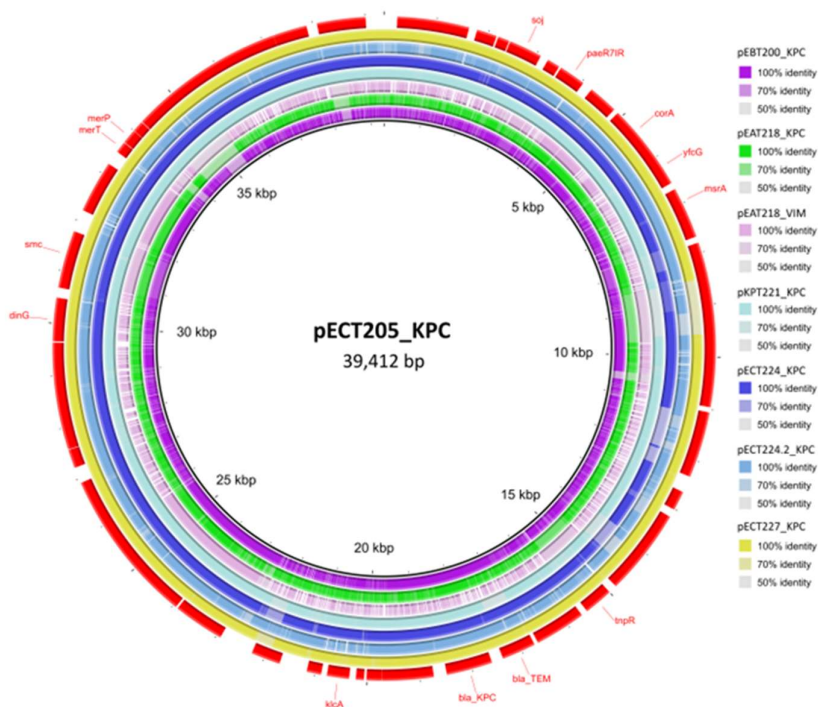 soj
paeR7IR
corA
yfcG
msrA
merP
merT
smc
dinG
tnpR
bla_TEM
bla_KPC
klcA
35 kbp
5 kbp
30 kbp
10 kbp
25 kbp
15 kbp
20 kbp
pECT205_KPC
39,412 bp
pEBT200_KPC
100% identity
70% identity
50% identity
pEAT218_KPC
100% identity
70% identity
50% identity
pEAT218_VIM
100% identity
70% identity
50% identity
pKPT221_KPC
100% identity
70% identity
50% identity
pECT224_KPC
100% identity
70% identity
50% identity
pECT224.2_KPC
100% identity
70% identity
50% identity
pECT227_KPC
100% identity
70% identity
50% identity